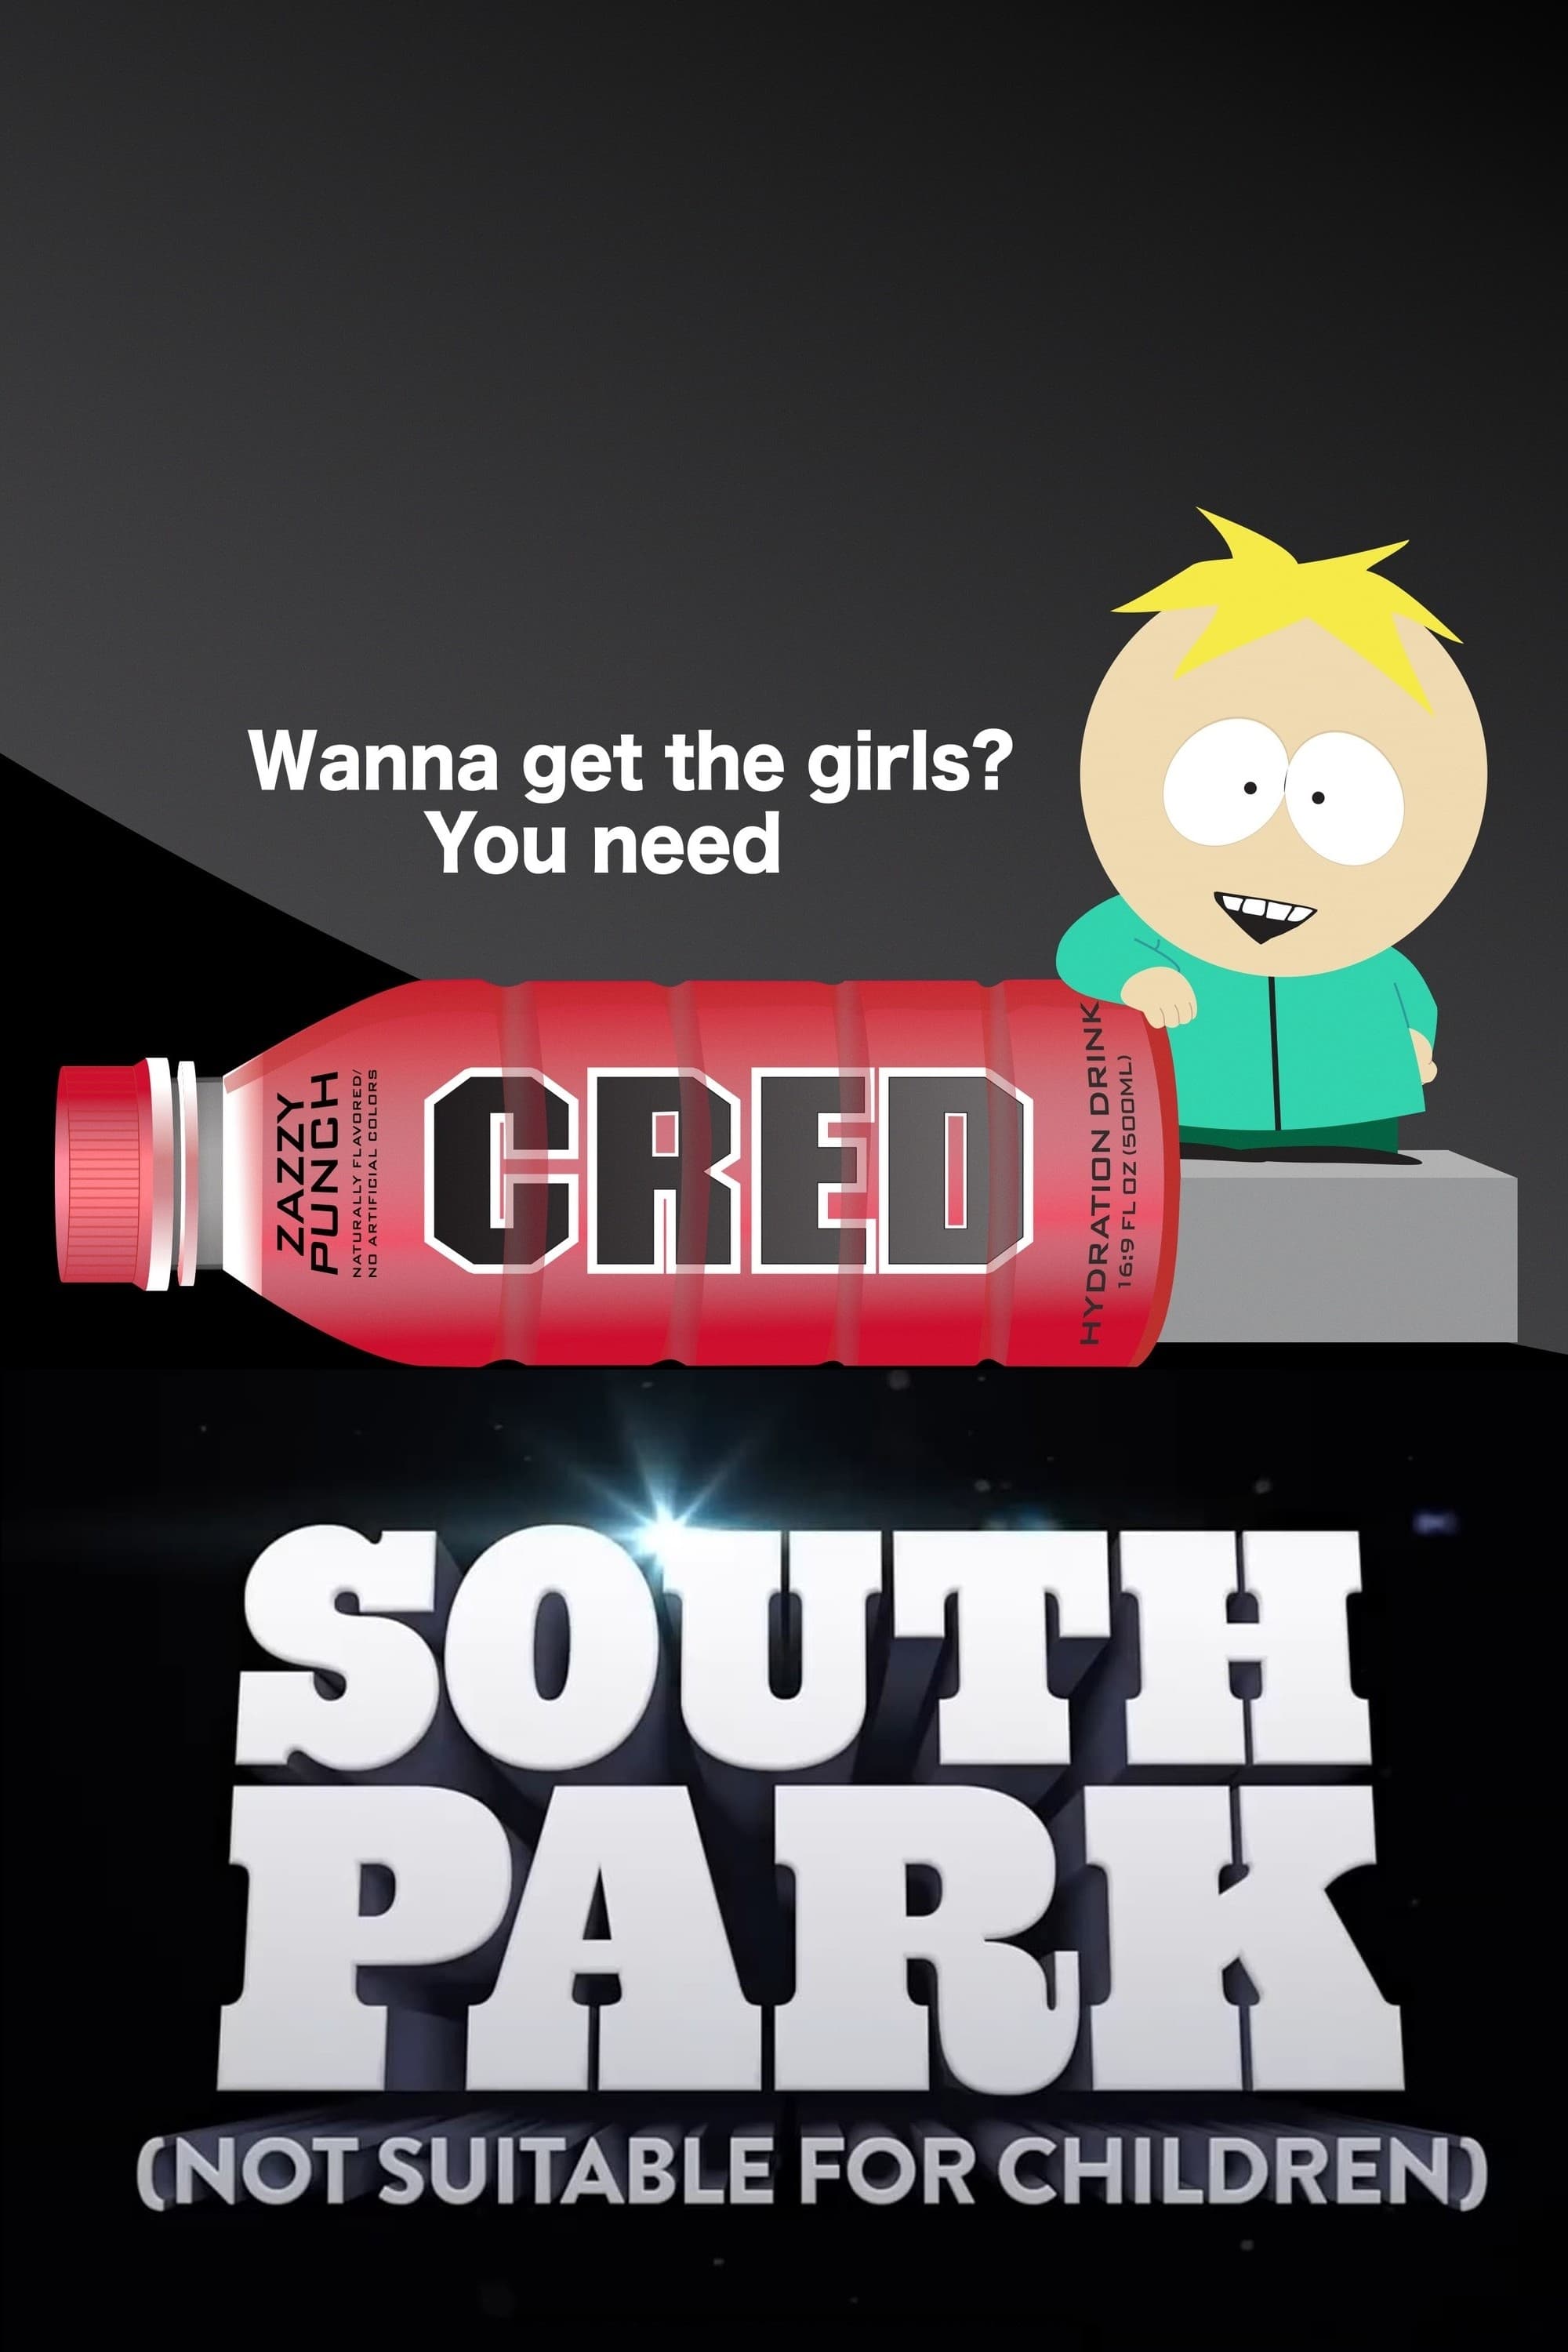 Wanna get the girls?
You need
ZAZZY
PUNCH
NATURALLY FLAVORED/
NO ARTIFICIAL COLORS
CRED
HYDRATION DRINK
16:9 FL OZ (500ML)
SOUTH
PARK
(NOT SUITABLE FOR CHILDREN)